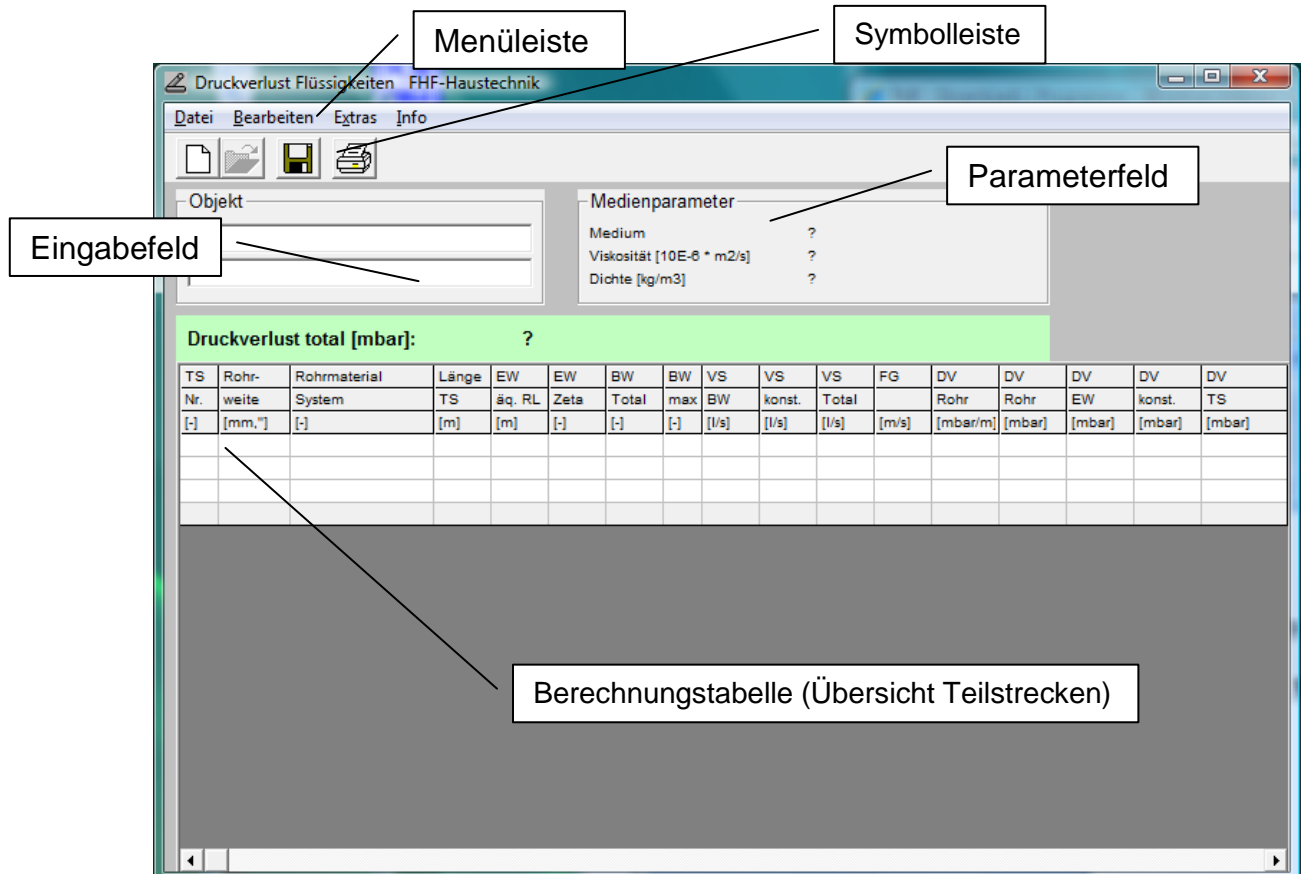 Menüleiste
Symbolleiste
Druckverlust Flüssigkeiten FHF-Haustechnik
Datei Bearbeiten Extras Info
Parameterfeld
Objekt
Medienparameter
Eingabefeld
Medium ?
Viskosität [10E-6 * m2/s] ?
Dichte [kg/m3] ?
Druckverlust total [mbar]: ?
TS Rohr- Rohrmaterial Länge EW EW BW BW VS VS VS FG DV DV DV DV DV
Nr. weite System TS äq. RL Zeta Total max BW konst. Total Rohr Rohr EW konst. TS
[-] [mm,"] [-] [m] [m] [-] [-] [-] [l/s] [l/s] [l/s] [m/s] [mbar/m] [mbar] [mbar] [mbar] [mbar]
Berechnungstabelle (Übersicht Teilstrecken)